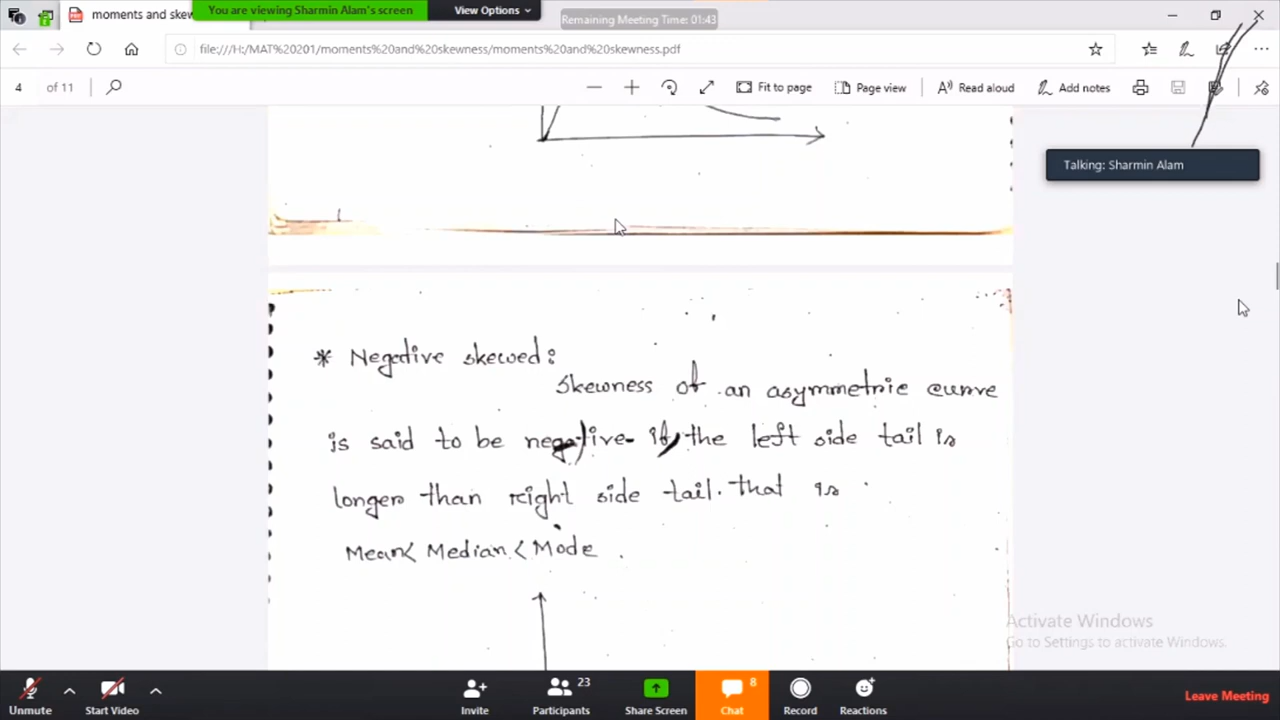 moments and skew
You are viewing Sharmin Alam's screen
View Options
Remaining Meeting Time: 01:43
file:///H:/MAT%20201/moments%20and%20skewness/moments%20and%20skewness.pdf
4 of 11
Fit to page
Page view
Read aloud
Add notes
Talking: Sharmin Alam
* Negative skewed:
Skewness of an asymmetric curve
is said to be negative if the left side tail is
longer than right side tail. That is
Mean< Median < Mode.
Activate Windows
Go to Settings to activate Windows.
Unmute
Start Video
Invite
Participants 23
Share Screen
Chat 8
Record
Reactions
Leave Meeting